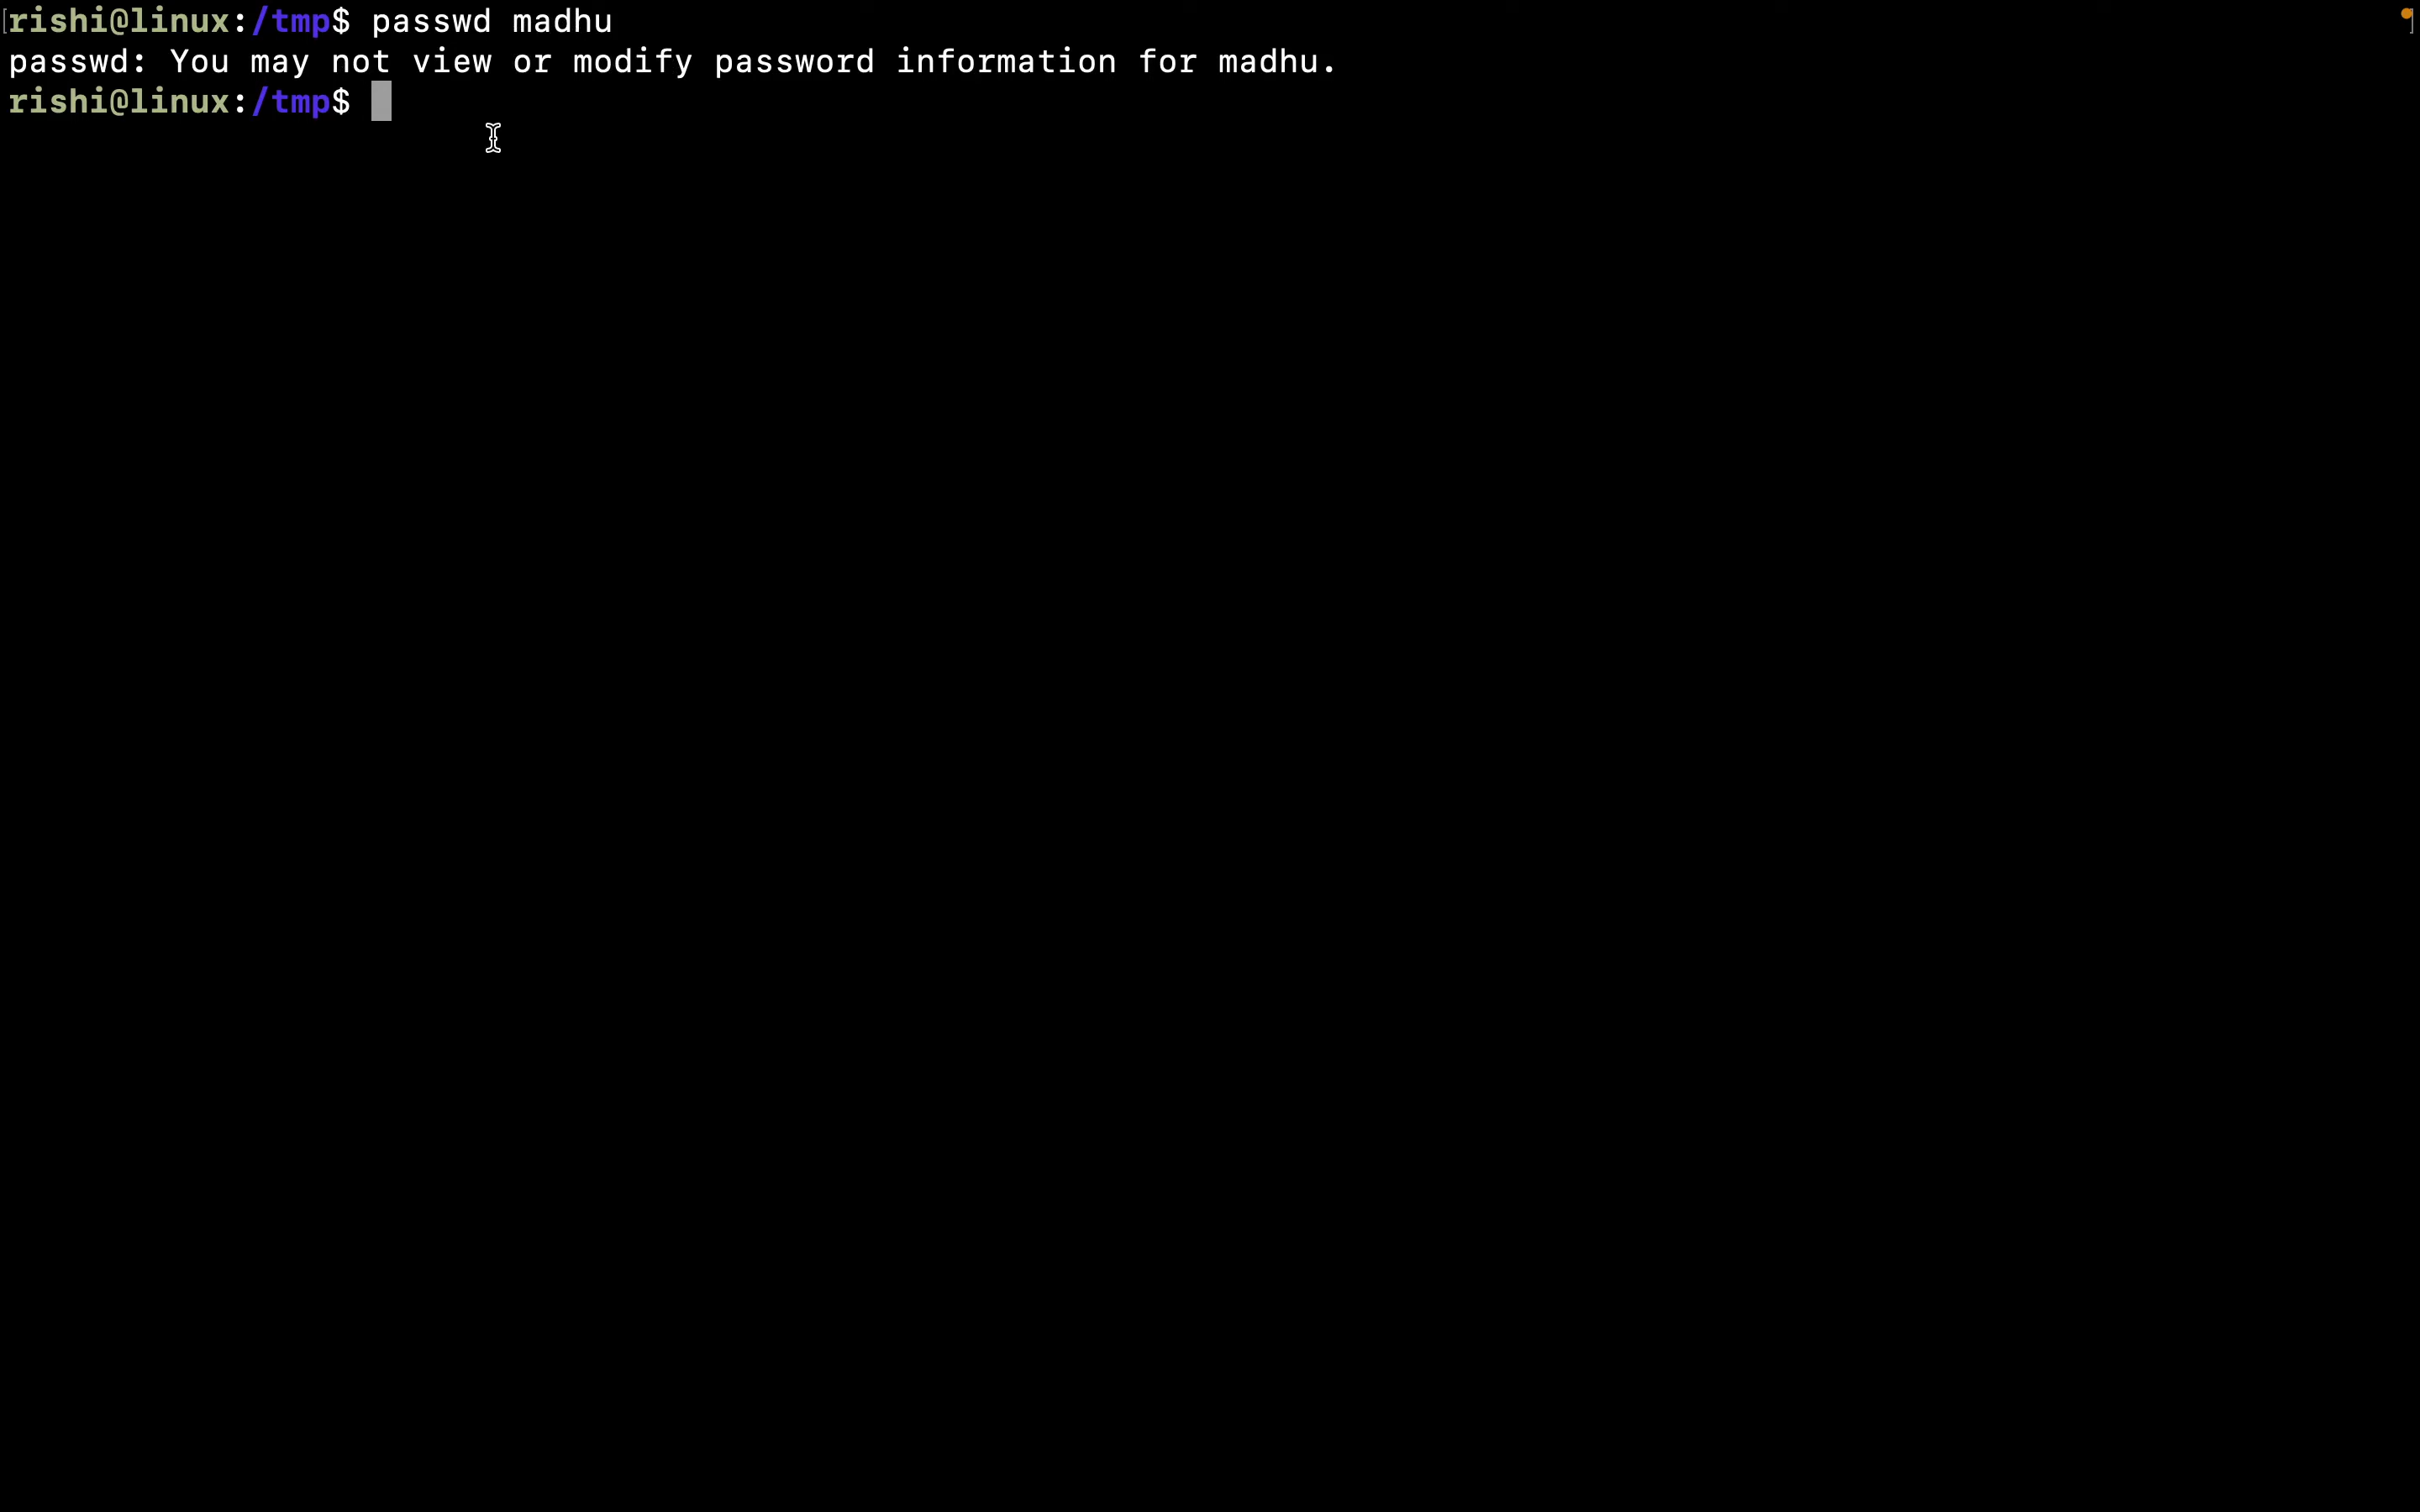 rishi@linux:/tmp$ passwd madhu
passwd: You may not view or modify password information for madhu.
rishi@linux:/tmp$